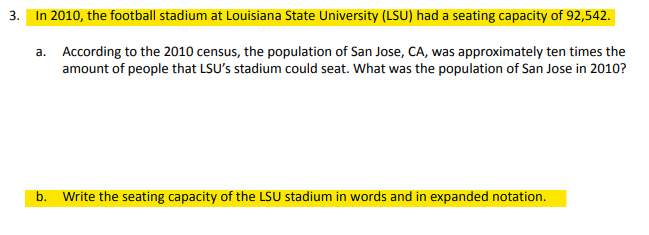 3. In 2010, the football stadium at Louisiana State University (LSU) had a seating capacity of 92,542.
a. According to the 2010 census, the population of San Jose, CA, was approximately ten times the
amount of people that LSU's stadium could seat. What was the population of San Jose in 2010?
b. Write the seating capacity of the LSU stadium in words and in expanded notation.